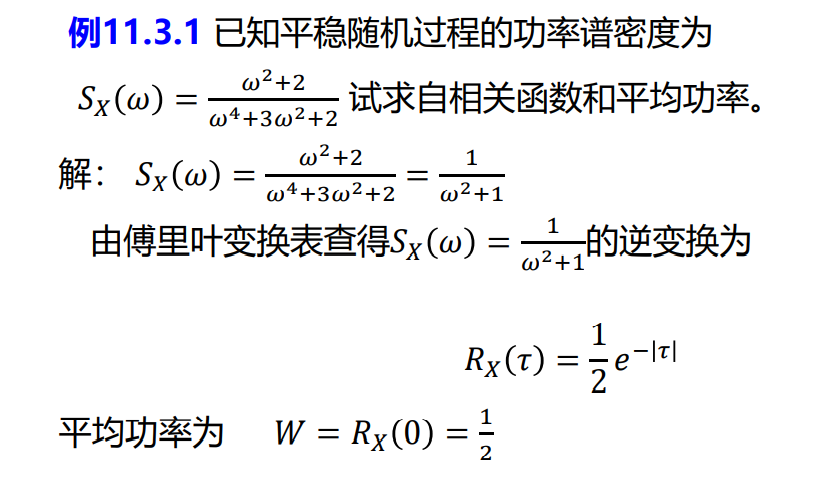 例11.3.1 已知平稳随机过程的功率谱密度为
$S_X(\omega) = \frac{\omega^2+2}{\omega^4+3\omega^2+2}$ 试求自相关函数和平均功率。
解： $S_X(\omega) = \frac{\omega^2+2}{\omega^4+3\omega^2+2} = \frac{1}{\omega^2+1}$
由傅里叶变换表查得$S_X(\omega) = \frac{1}{\omega^2+1}$的逆变换为
$R_X(\tau) = \frac{1}{2} e^{-|\tau|}$
平均功率为 $W = R_X(0) = \frac{1}{2}$